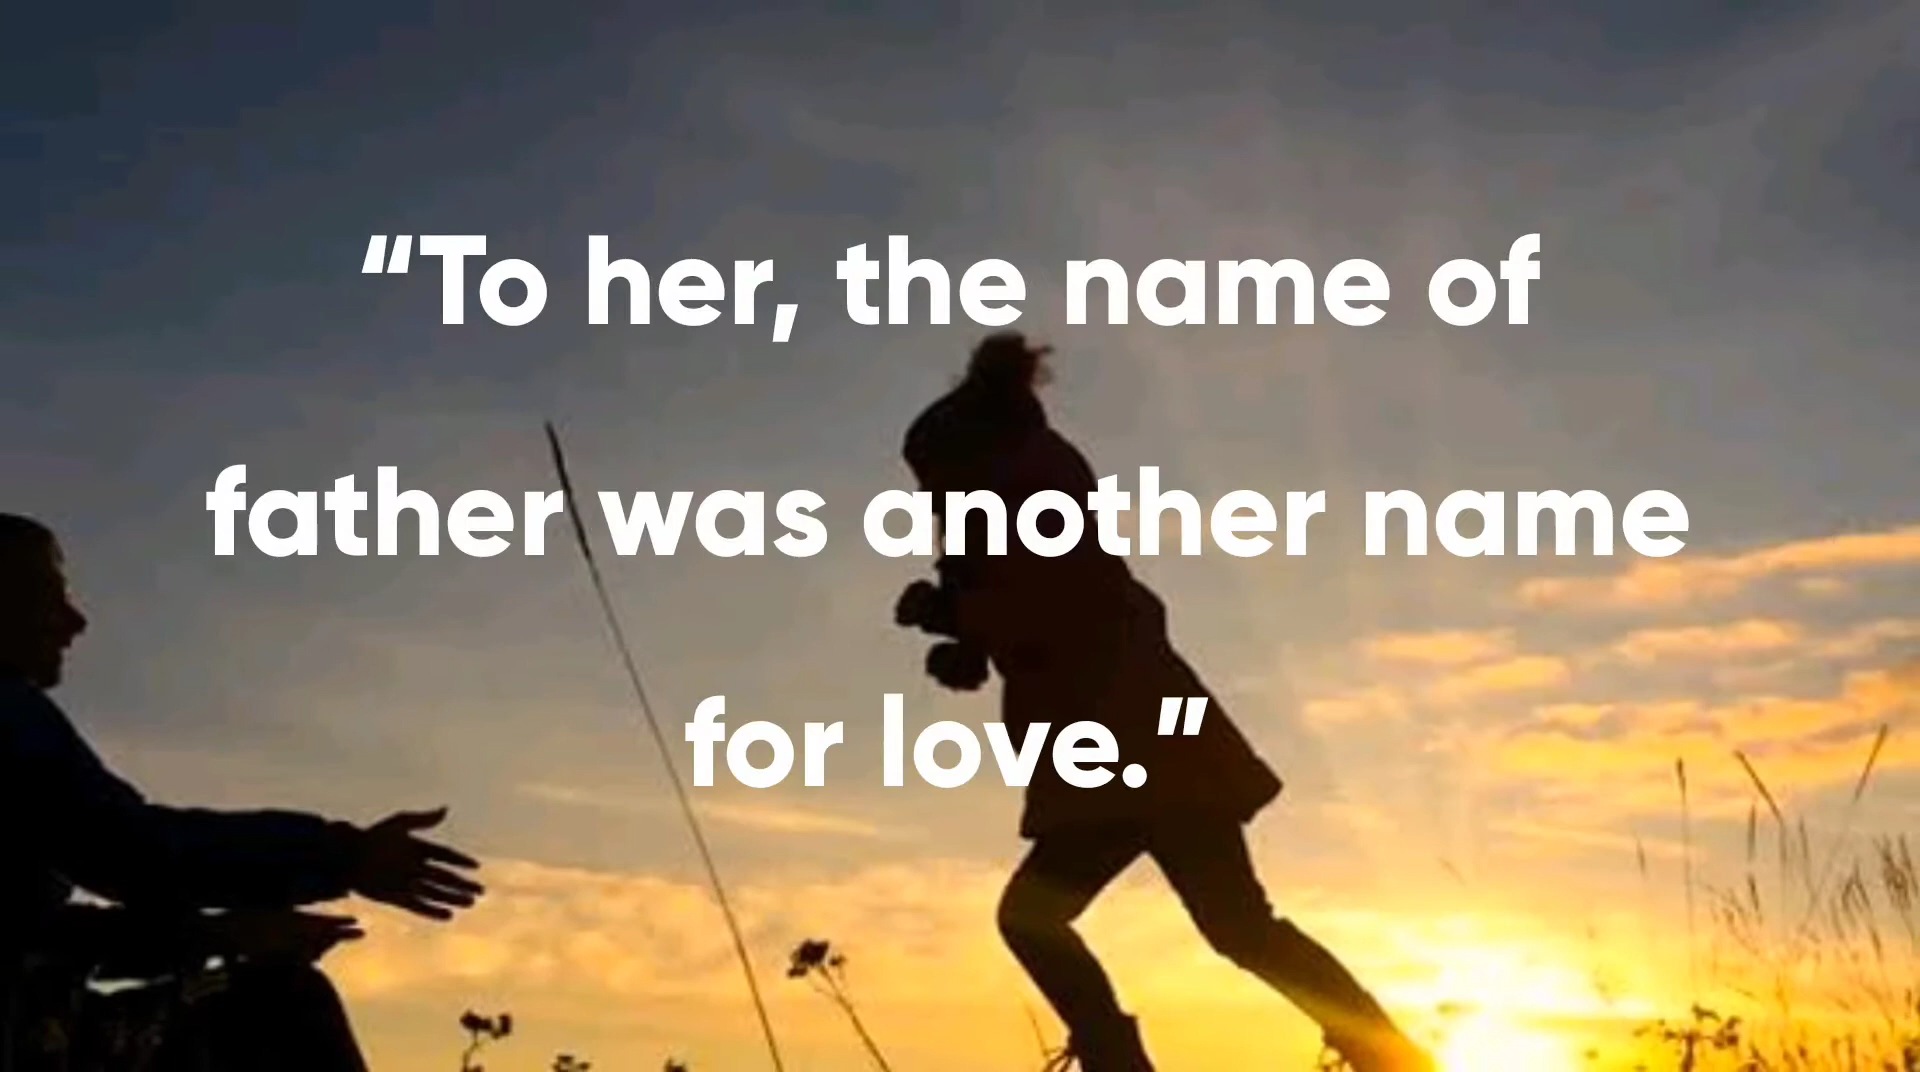 “To her, the name of
father was another name
for love.”